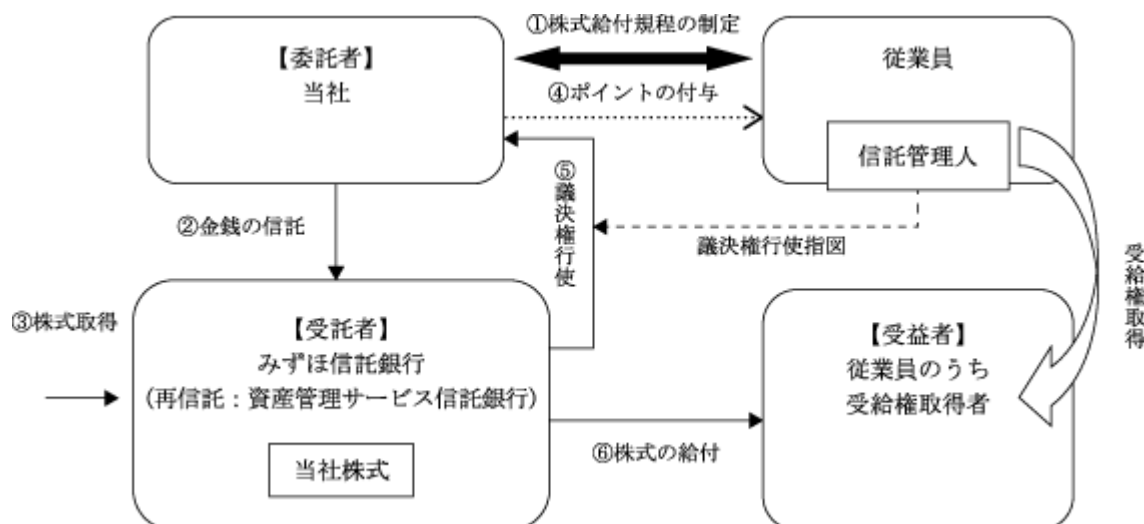 ①株式給付規程の制定
【委託者】
当社
従業員
④ポイントの付与
信託管理人
⑤議決権行使
②金銭の信託
議決権行使指図
受給権取得
③株式取得
【受託者】
みずほ信託銀行
(再信託：資産管理サービス信託銀行)
当社株式
【受益者】
従業員のうち
受給権取得者
⑥株式の給付